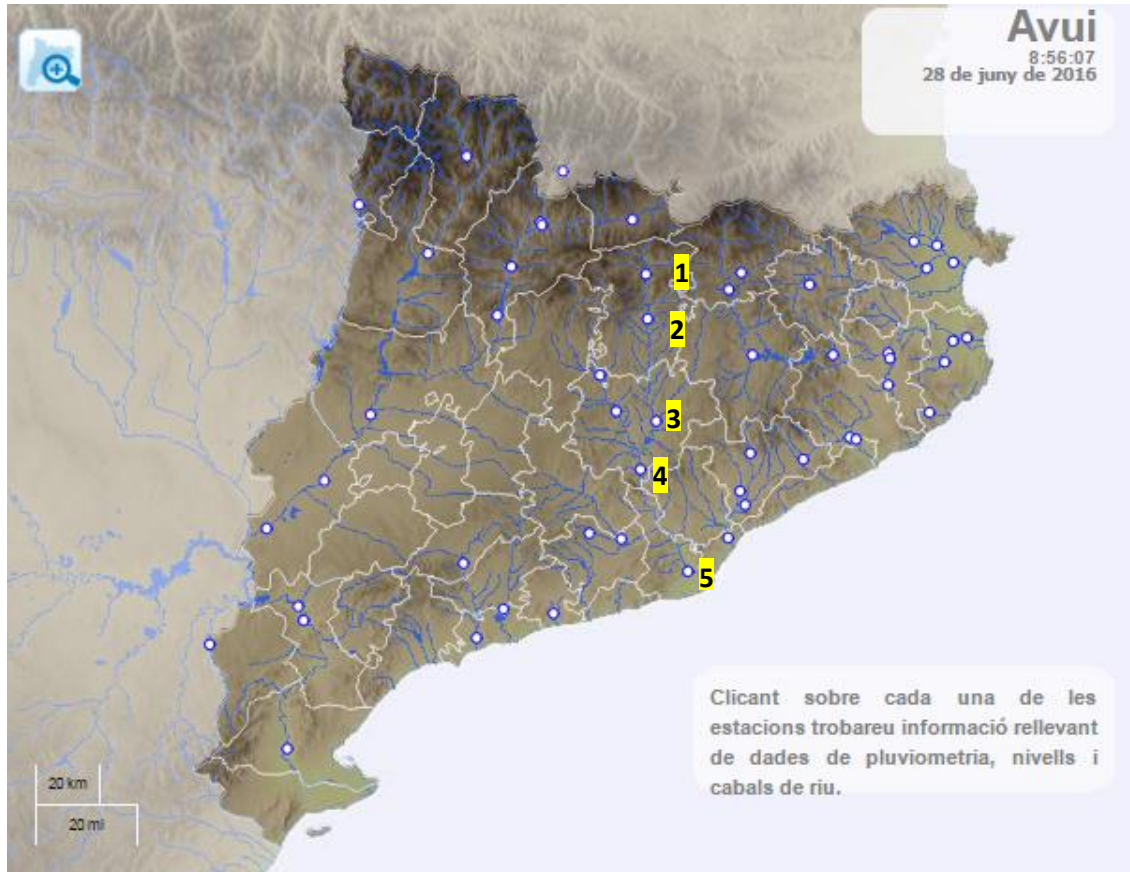 Avui
8:56:07
28 de juny de 2016
1
2
3
4
5
Clicant sobre cada una de les
estacions trobareu informació rellevant
de dades de pluviometria, nivells i
cabals de riu.
20 km
20 mi